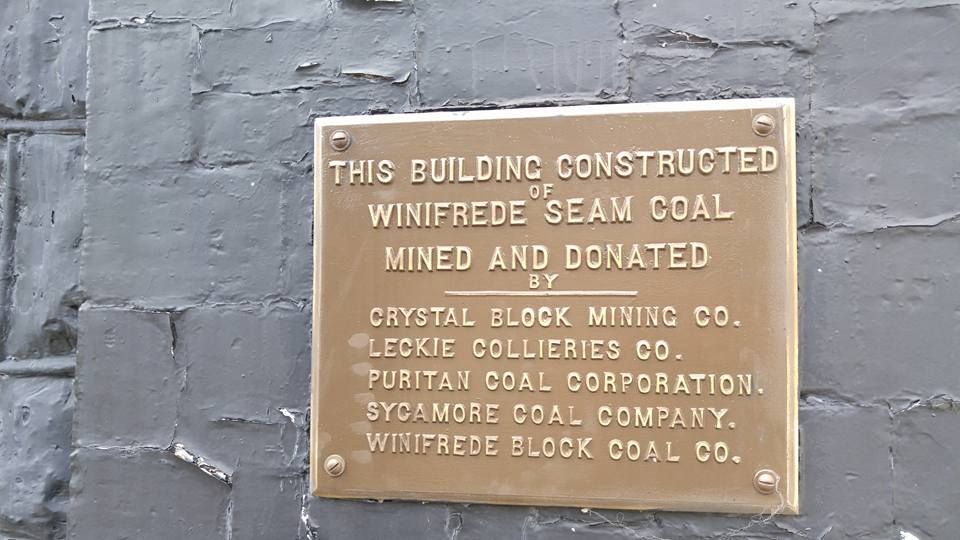 THIS BUILDING CONSTRUCTED
OF
WINIFREDE SEAM COAL
MINED AND DONATED
BY
CRYSTAL BLOCK MINING CO.
LECKIE COLLIERIES CO.
PURITAN COAL CORPORATION.
SYCAMORE COAL COMPANY.
WINIFREDE BLOCK COAL CO.